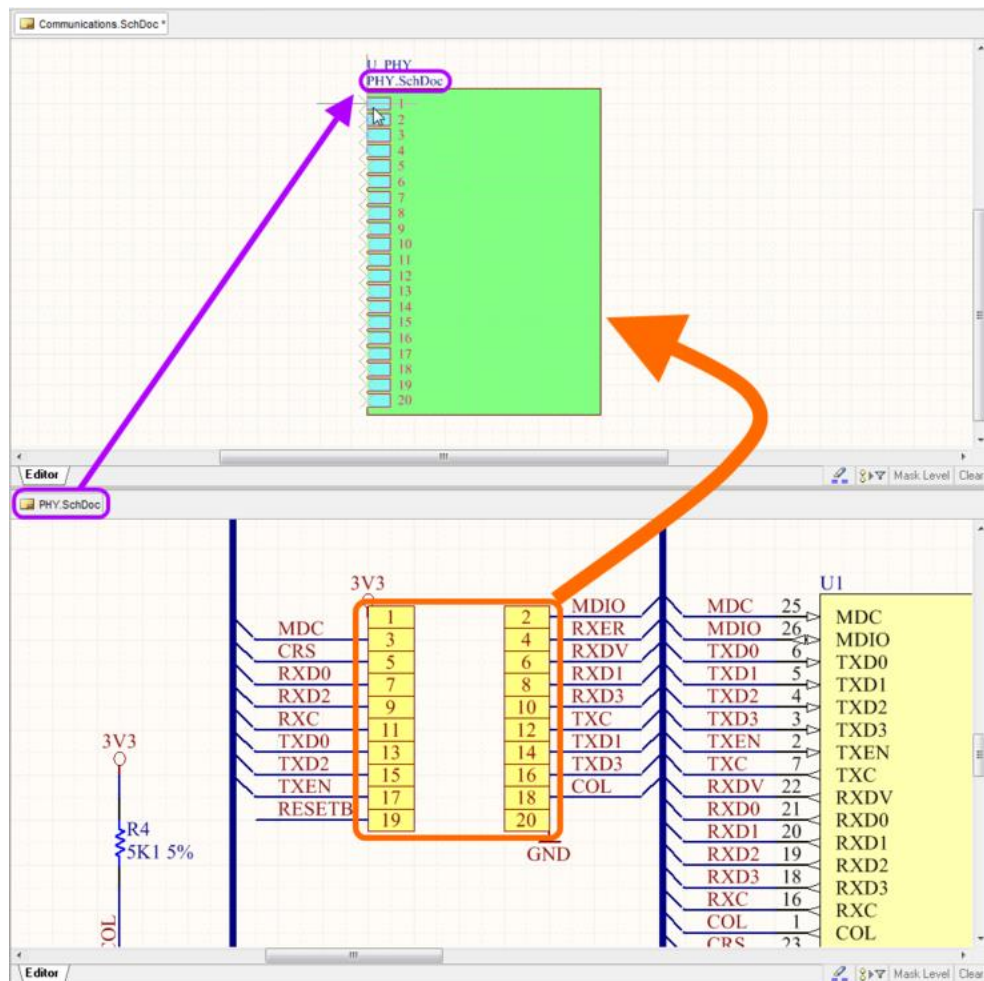 Communications.SchDoc *
U_PHY
PHY.SchDoc
1
2
3
4
5
6
7
8
9
10
11
12
13
14
15
16
17
18
19
20
Editor
Mask Level Clear
PHY.SchDoc
3V3
MDC
CRS
RXD0
RXD2
RXC
TXD0
TXD2
TXEN
RESETB
1
3
5
7
9
11
13
15
17
19
2
4
6
8
10
12
14
16
18
20
GND
MDIO
RXER
RXDV
RXD1
RXD3
TXC
TXD1
TXD3
COL
3V3
R4
5K1 5%
COL
U1
MDC 25 MDC
MDIO 26 MDIO
TXD0 6 TXD0
TXD1 5 TXD1
TXD2 4 TXD2
TXD3 3 TXD3
TXEN 2 TXEN
TXC 7 TXC
RXDV 22 RXDV
RXD0 21 RXD0
RXD1 20 RXD1
RXD2 19 RXD2
RXD3 18 RXD3
RXC 16 RXC
COL 1 COL
CRS 23
Editor
Mask Level Clear